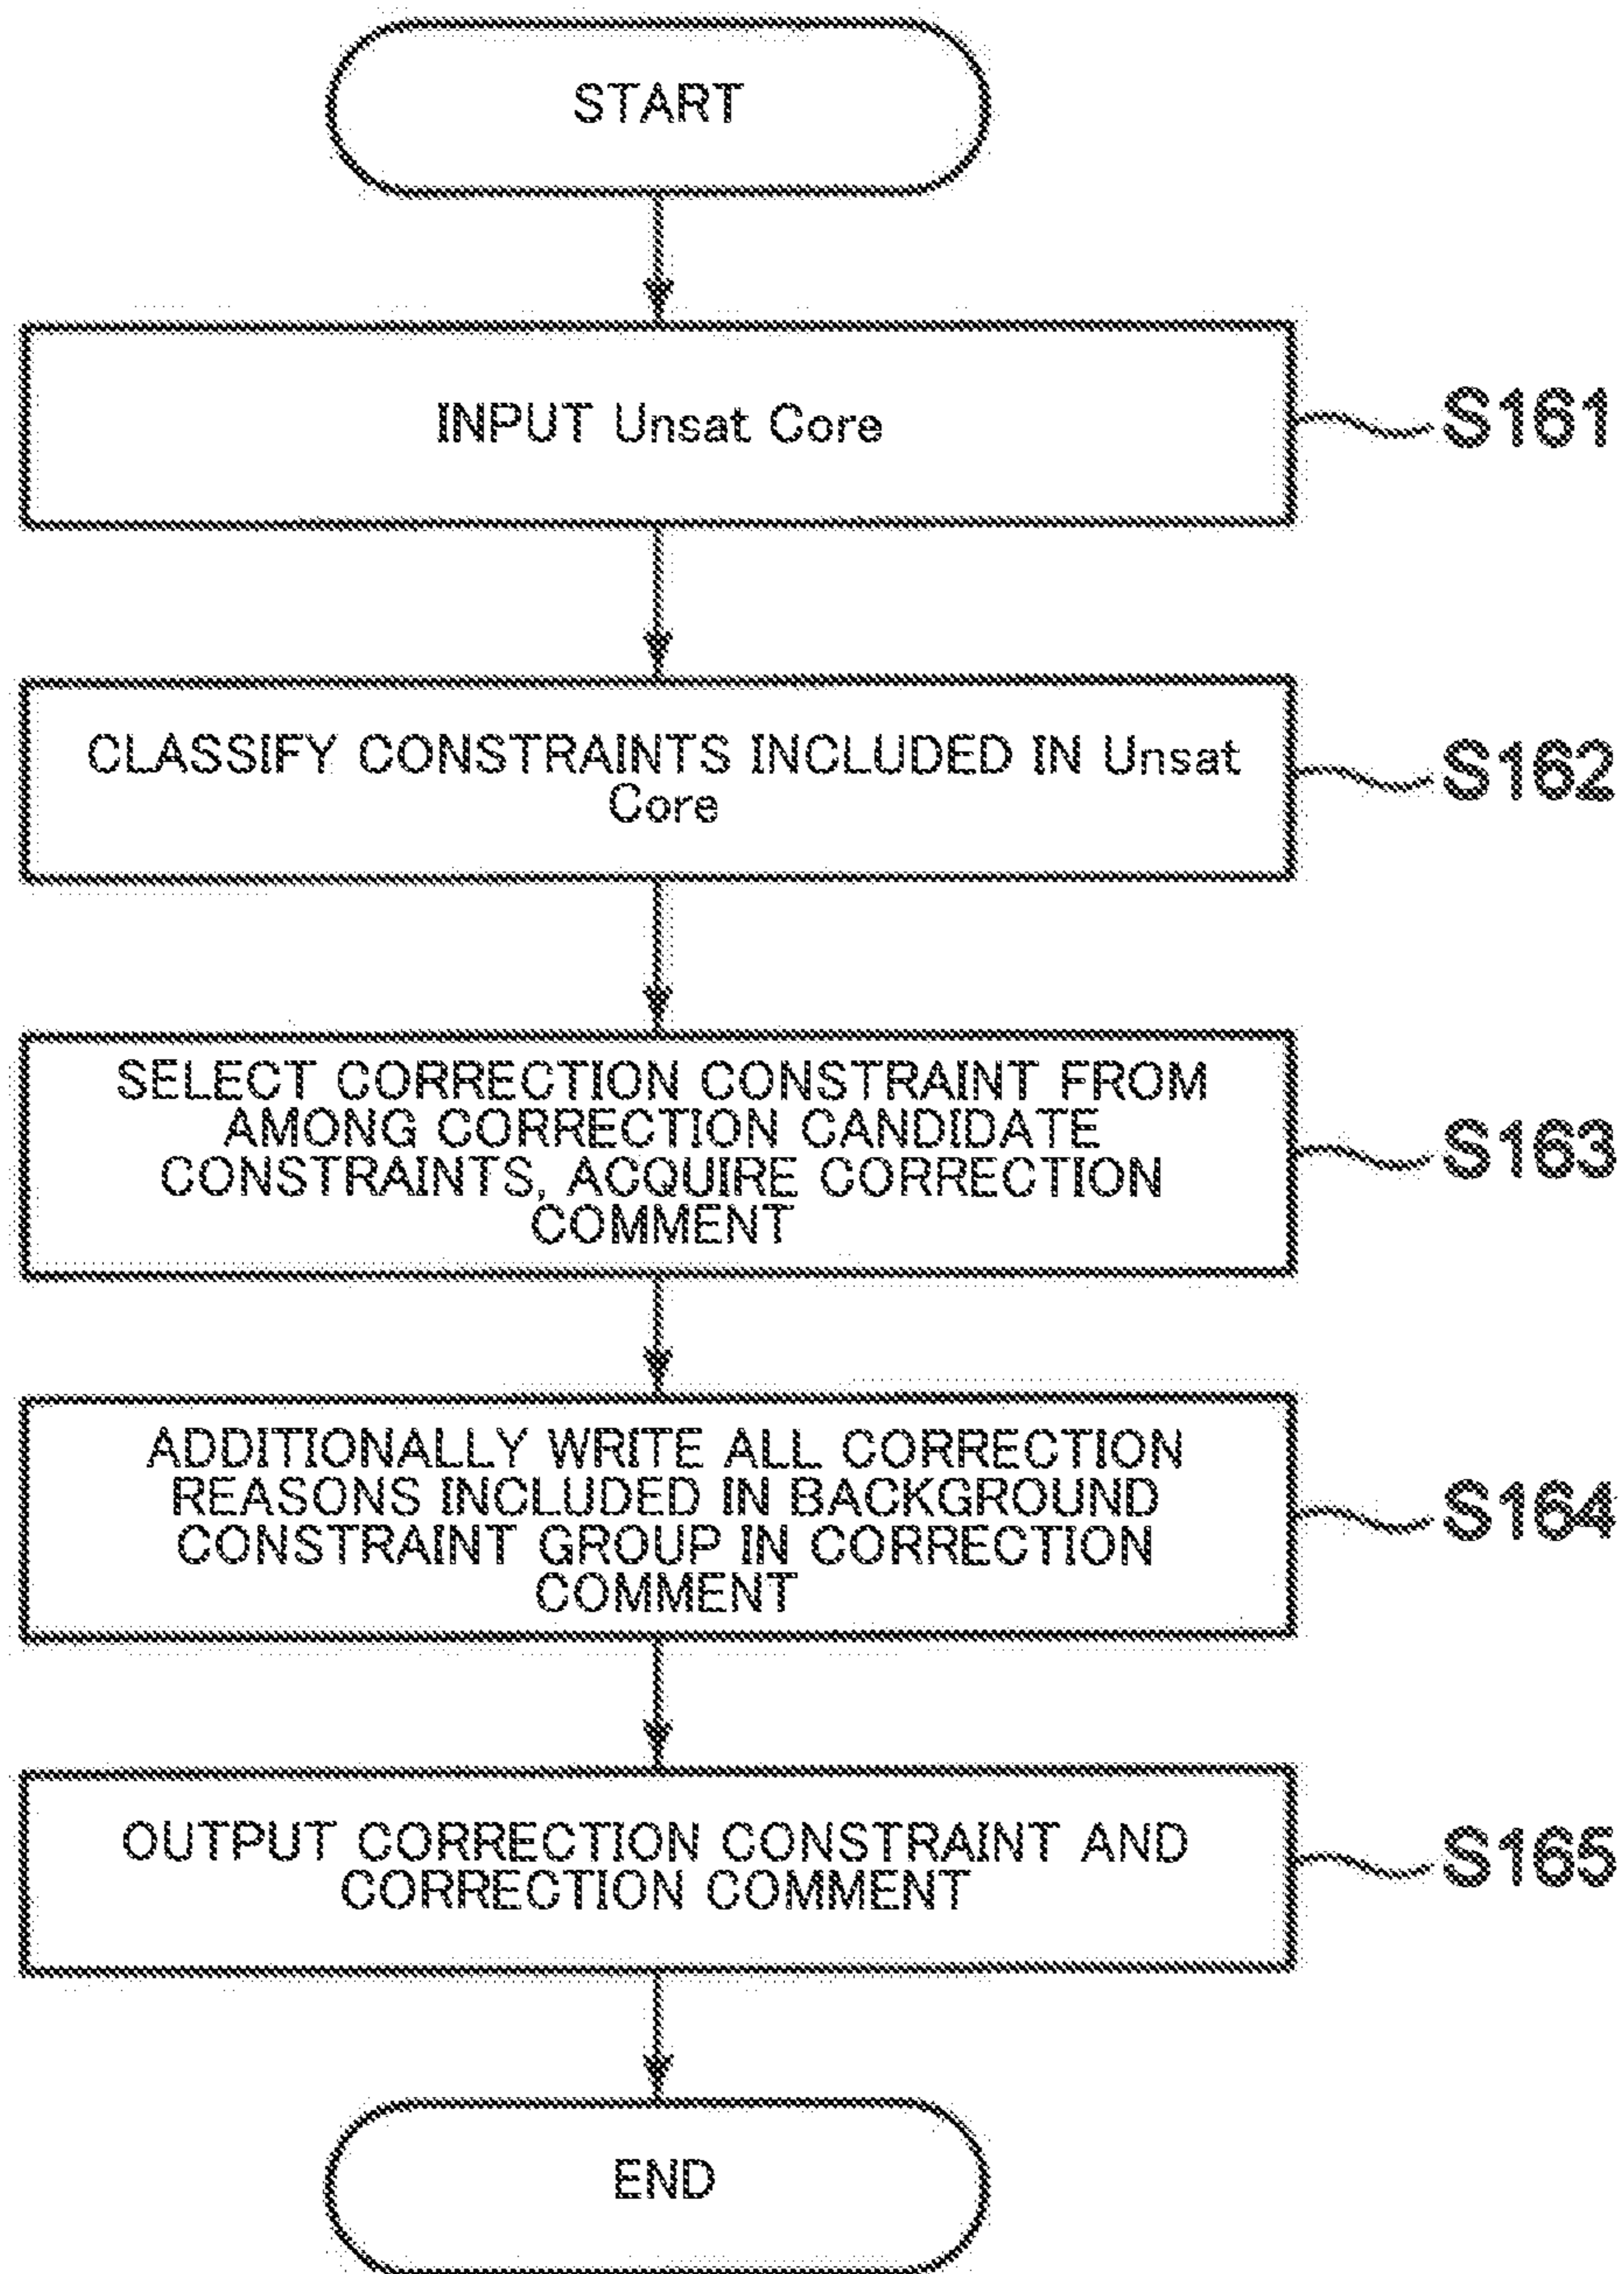 START
INPUT Unsat Core
S161
CLASSIFY CONSTRAINTS INCLUDED IN Unsat
Core
S162
SELECT CORRECTION CONSTRAINT FROM
AMONG CORRECTION CANDIDATE
CONSTRAINTS, ACQUIRE CORRECTION
COMMENT
S163
ADDITIONALLY WRITE ALL CORRECTION
REASONS INCLUDED IN BACKGROUND
CONSTRAINT GROUP IN CORRECTION
COMMENT
S164
OUTPUT CORRECTION CONSTRAINT AND
CORRECTION COMMENT
S165
END